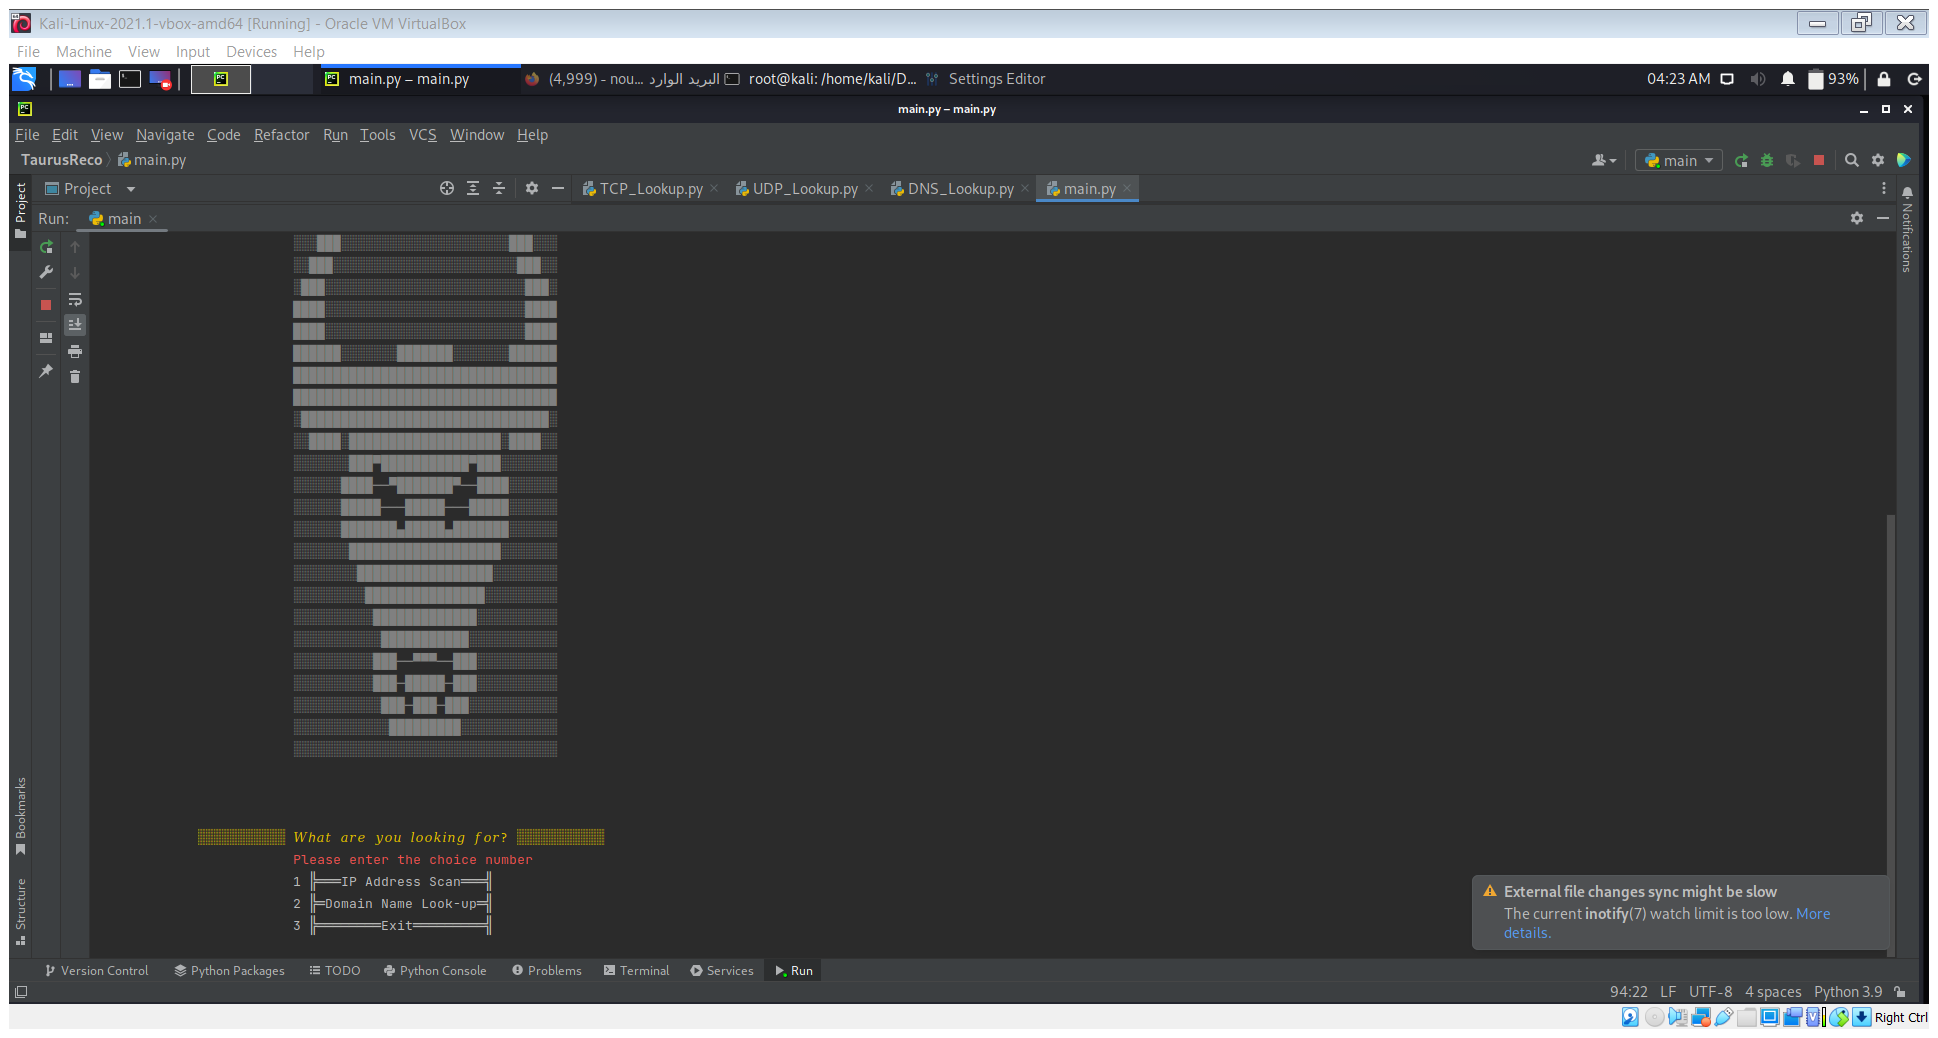 Kali-Linux-2021.1-vbox-amd64 [Running] - Oracle VM VirtualBox
File Machine View Input Devices Help
main.py – main.py
(4,999) - nou... البريد الوارد
root@kali: /home/kali/D...
Settings Editor
04:23 AM
93%
main.py – main.py
File Edit View Navigate Code Refactor Run Tools VCS Window Help
TaurusReco main.py
main
Project
Project
TCP_Lookup.py
UDP_Lookup.py
DNS_Lookup.py
main.py
Notifications
Run: main
What are you looking for?
Please enter the choice number
1 ╠═══IP Address Scan═══╣
2 ╠═Domain Name Look-up═╣
3 ╠════════Exit═════════╣
Bookmarks
Structure
External file changes sync might be slow
The current inotify(7) watch limit is too low. More
details.
Version Control Python Packages TODO Python Console Problems Terminal Services Run
94:22 LF UTF-8 4 spaces Python 3.9
Right Ctrl